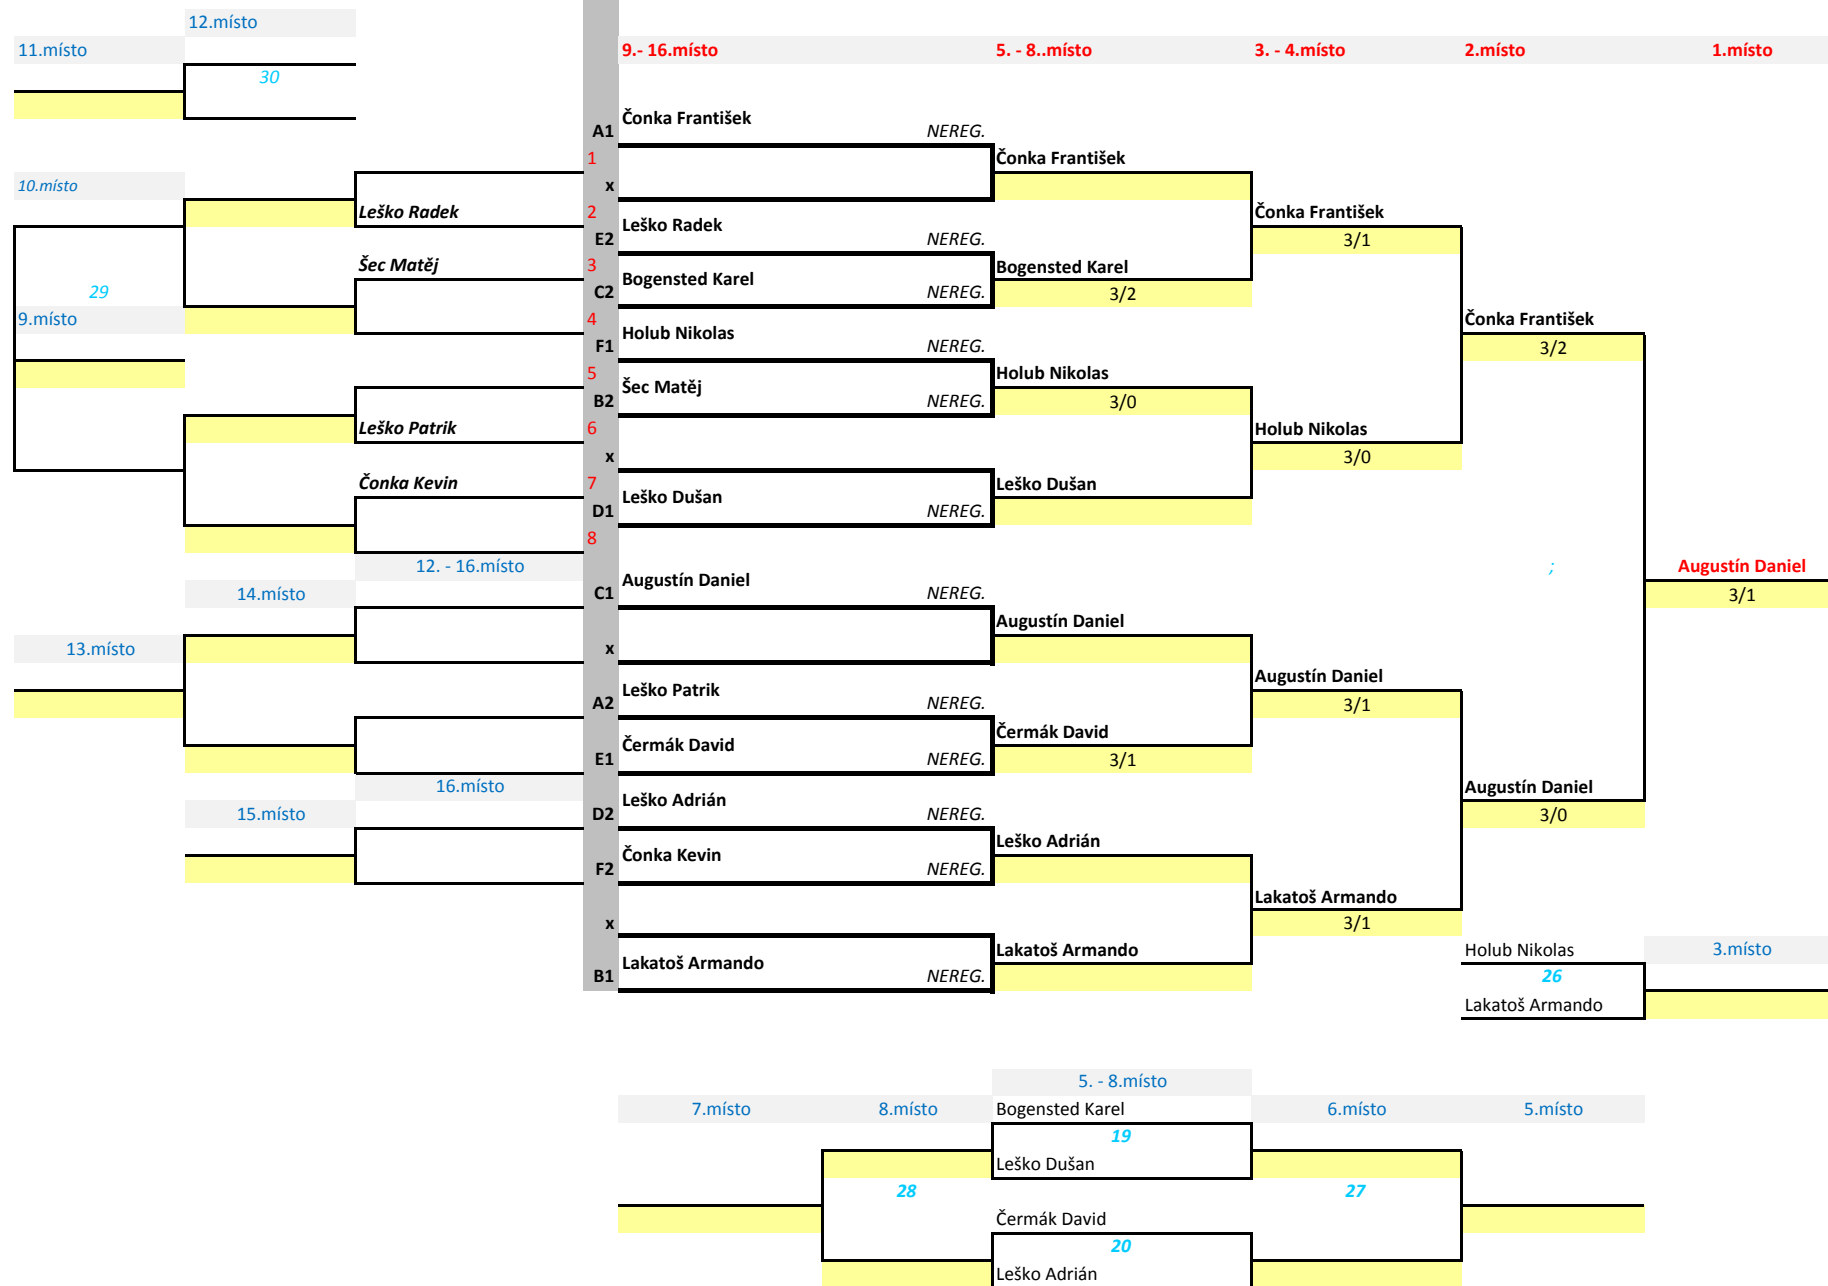 12.místo
11.místo 9.- 16.místo 5. - 8..místo 3. - 4.místo 2.místo 1.místo
30
Čonka František
A1 NEREG.
1 Čonka František
10.místo x
Leško Radek 2 Čonka František
Leško Radek
E2 NEREG. 3/1
Šec Matěj 3 Bogensted Karel
Bogensted Karel
29 C2 NEREG. 3/2
9.místo 4 Čonka František
Holub Nikolas
F1 NEREG. 3/2
5 Holub Nikolas
Šec Matěj
B2 NEREG. 3/0
Leško Patrik 6 Holub Nikolas
x 3/0
Čonka Kevin 7 Leško Dušan
Leško Dušan
D1 NEREG.
8
12. - 16.místo ; Augustín Daniel
Augustín Daniel
14.místo C1 NEREG. 3/1
Augustín Daniel
13.místo x
Augustín Daniel
Leško Patrik
A2 NEREG. 3/1
Čermák David
Čermák David
E1 NEREG. 3/1
16.místo Augustín Daniel
Leško Adrián
15.místo D2 NEREG. 3/0
Leško Adrián
Čonka Kevin
F2 NEREG.
Lakatoš Armando
x 3/1
Lakatoš Armando Holub Nikolas 3.místo
Lakatoš Armando
B1 NEREG. 26
Lakatoš Armando
5. - 8.místo
7.místo 8.místo Bogensted Karel 6.místo 5.místo
19
Leško Dušan
28 27
Čermák David
20
Leško Adrián